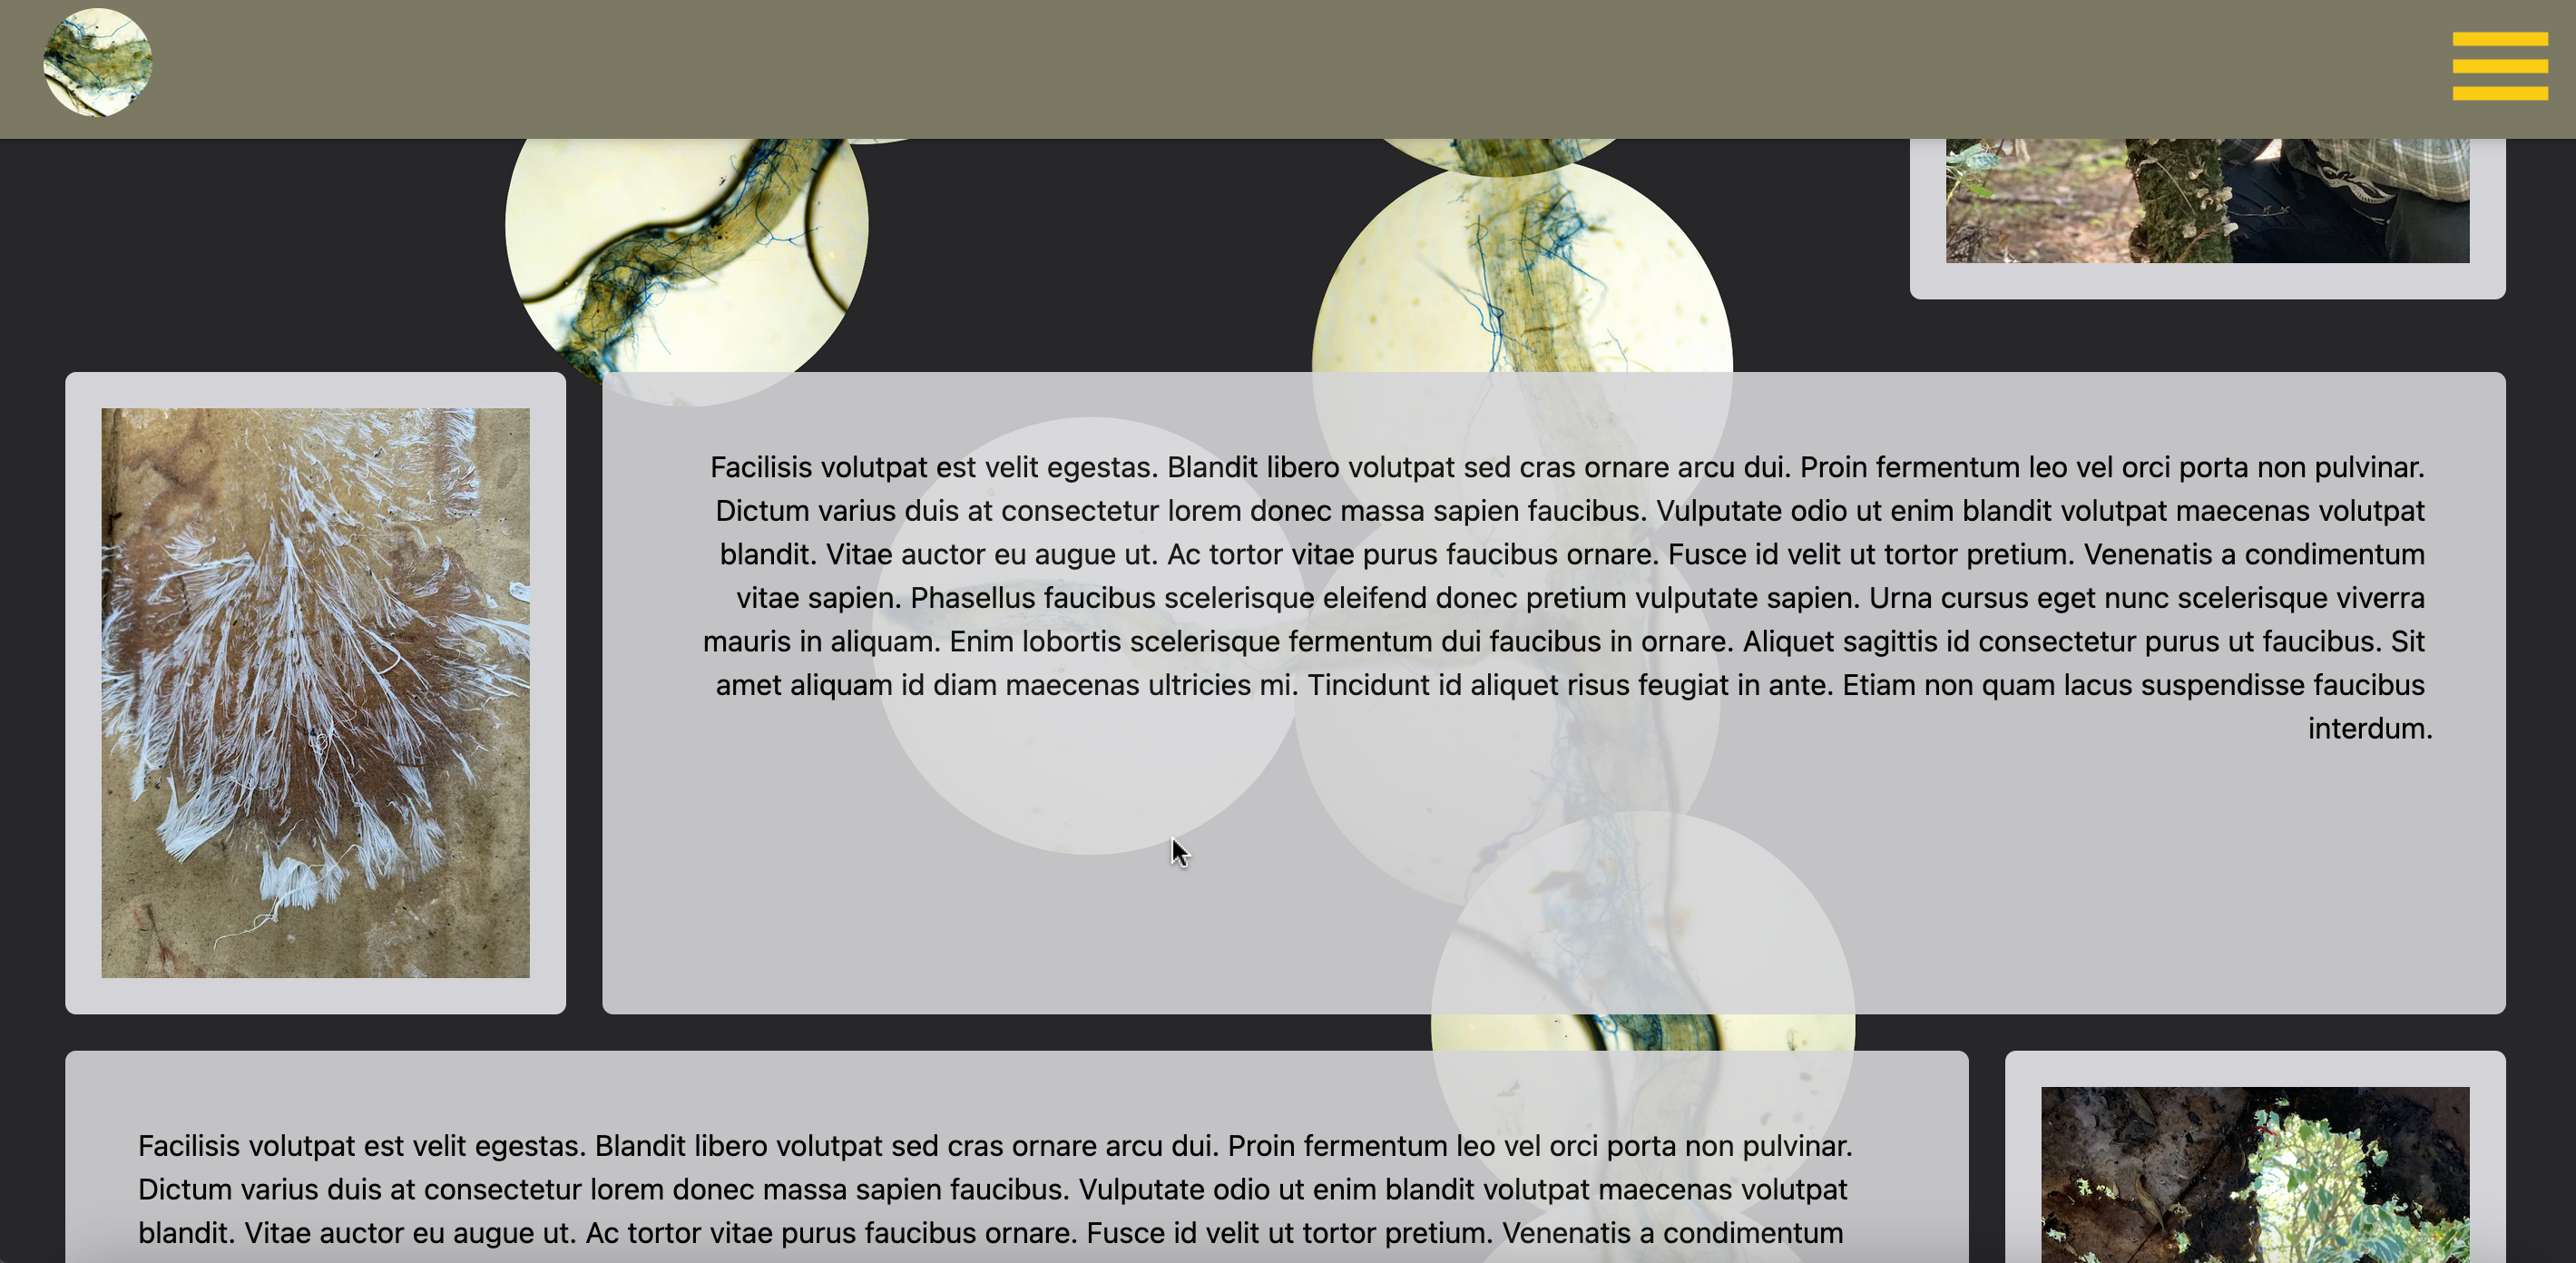 Facilisis volutpat est velit egestas. Blandit libero volutpat sed cras ornare arcu dui. Proin fermentum leo vel orci porta non pulvinar.
Dictum varius duis at consectetur lorem donec massa sapien faucibus. Vulputate odio ut enim blandit volutpat maecenas volutpat
blandit. Vitae auctor eu augue ut. Ac tortor vitae purus faucibus ornare. Fusce id velit ut tortor pretium. Venenatis a condimentum
vitae sapien. Phasellus faucibus scelerisque eleifend donec pretium vulputate sapien. Urna cursus eget nunc scelerisque viverra
mauris in aliquam. Enim lobortis scelerisque fermentum dui faucibus in ornare. Aliquet sagittis id consectetur purus ut faucibus. Sit
amet aliquam id diam maecenas ultricies mi. Tincidunt id aliquet risus feugiat in ante. Etiam non quam lacus suspendisse faucibus
interdum.
Facilisis volutpat est velit egestas. Blandit libero volutpat sed cras ornare arcu dui. Proin fermentum leo vel orci porta non pulvinar.
Dictum varius duis at consectetur lorem donec massa sapien faucibus. Vulputate odio ut enim blandit volutpat maecenas volutpat
blandit. Vitae auctor eu augue ut. Ac tortor vitae purus faucibus ornare. Fusce id velit ut tortor pretium. Venenatis a condimentum